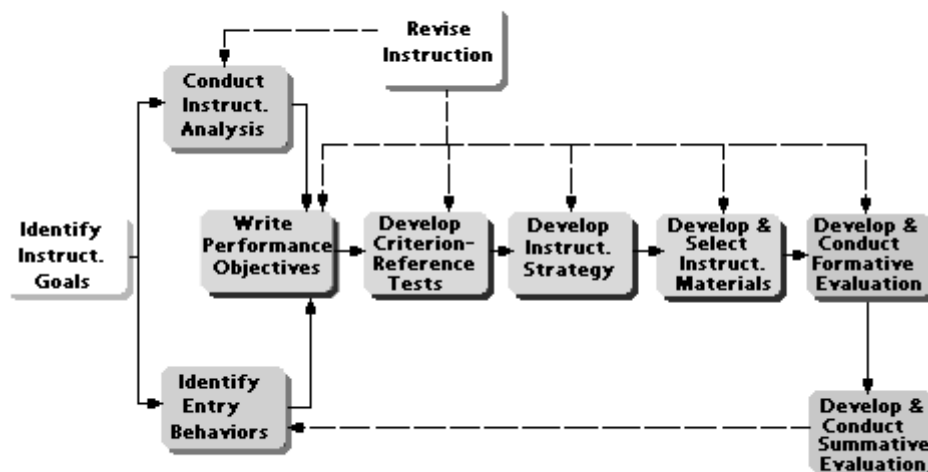 Revise
Instruction
Conduct
Instruct.
Analysis
Identify
Instruct.
Goals
Write
Performance
Objectives
Develop
Criterion-
Reference
Tests
Develop
Instruct.
Strategy
Develop &
Select
Instruct.
Materials
Develop &
Conduct
Formative
Evaluation
Identify
Entry
Behaviors
Develop &
Conduct
Summative
Evaluation